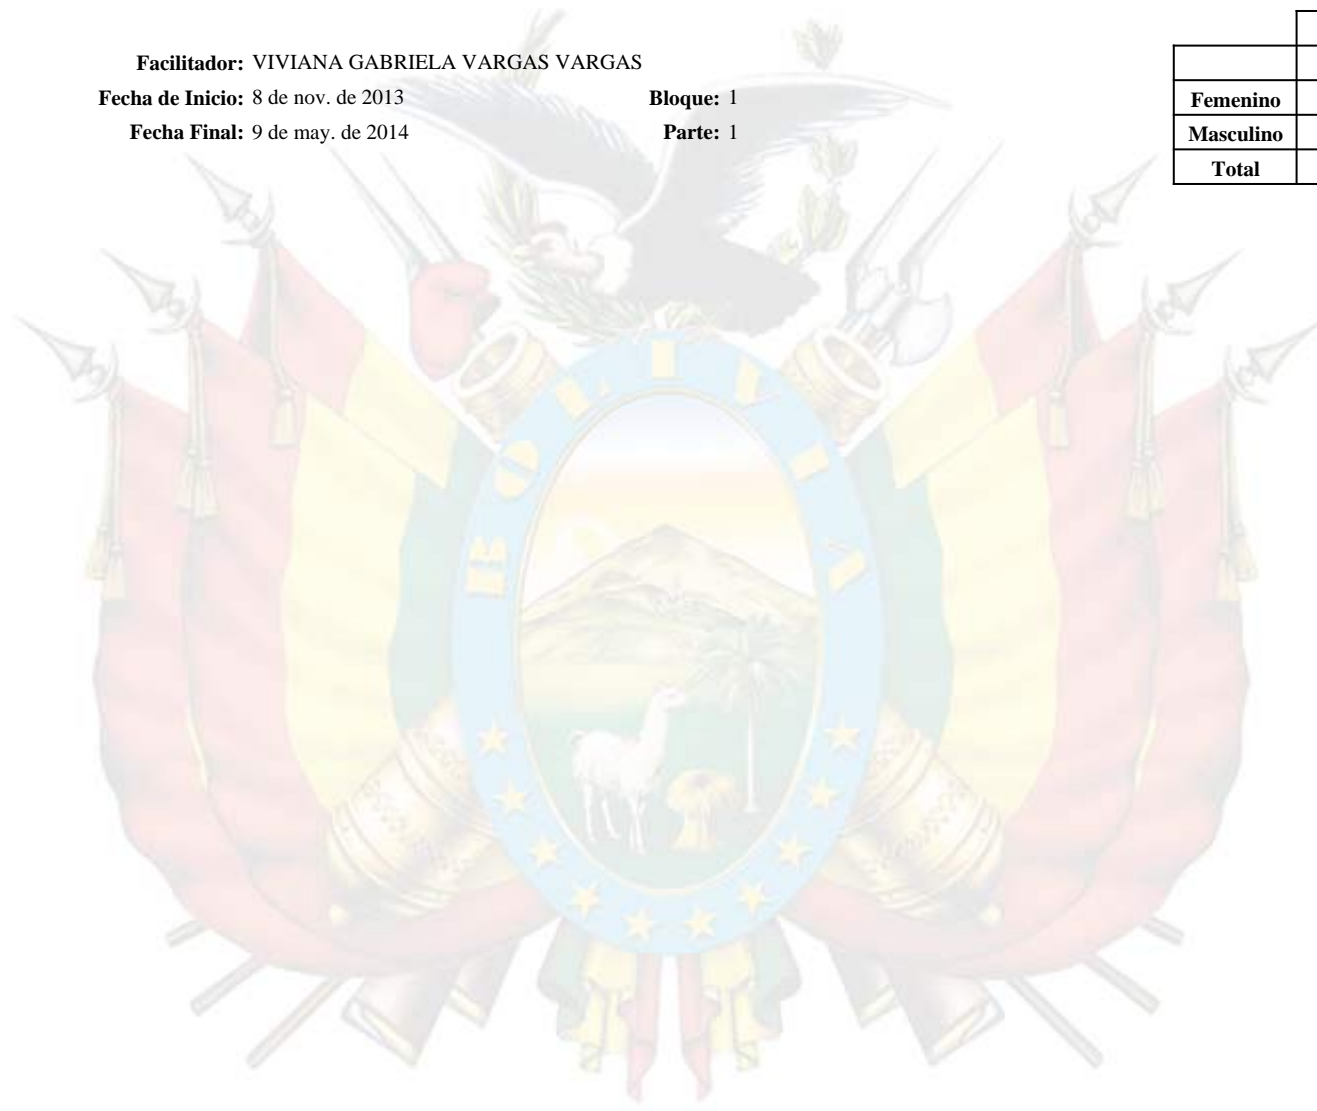 Facilitador: VIVIANA GABRIELA VARGAS VARGAS
Fecha de Inicio: 8 de nov. de 2013 Bloque: 1
Fecha Final: 9 de may. de 2014 Parte: 1
Femenino
Masculino
Total
BOLIVIA